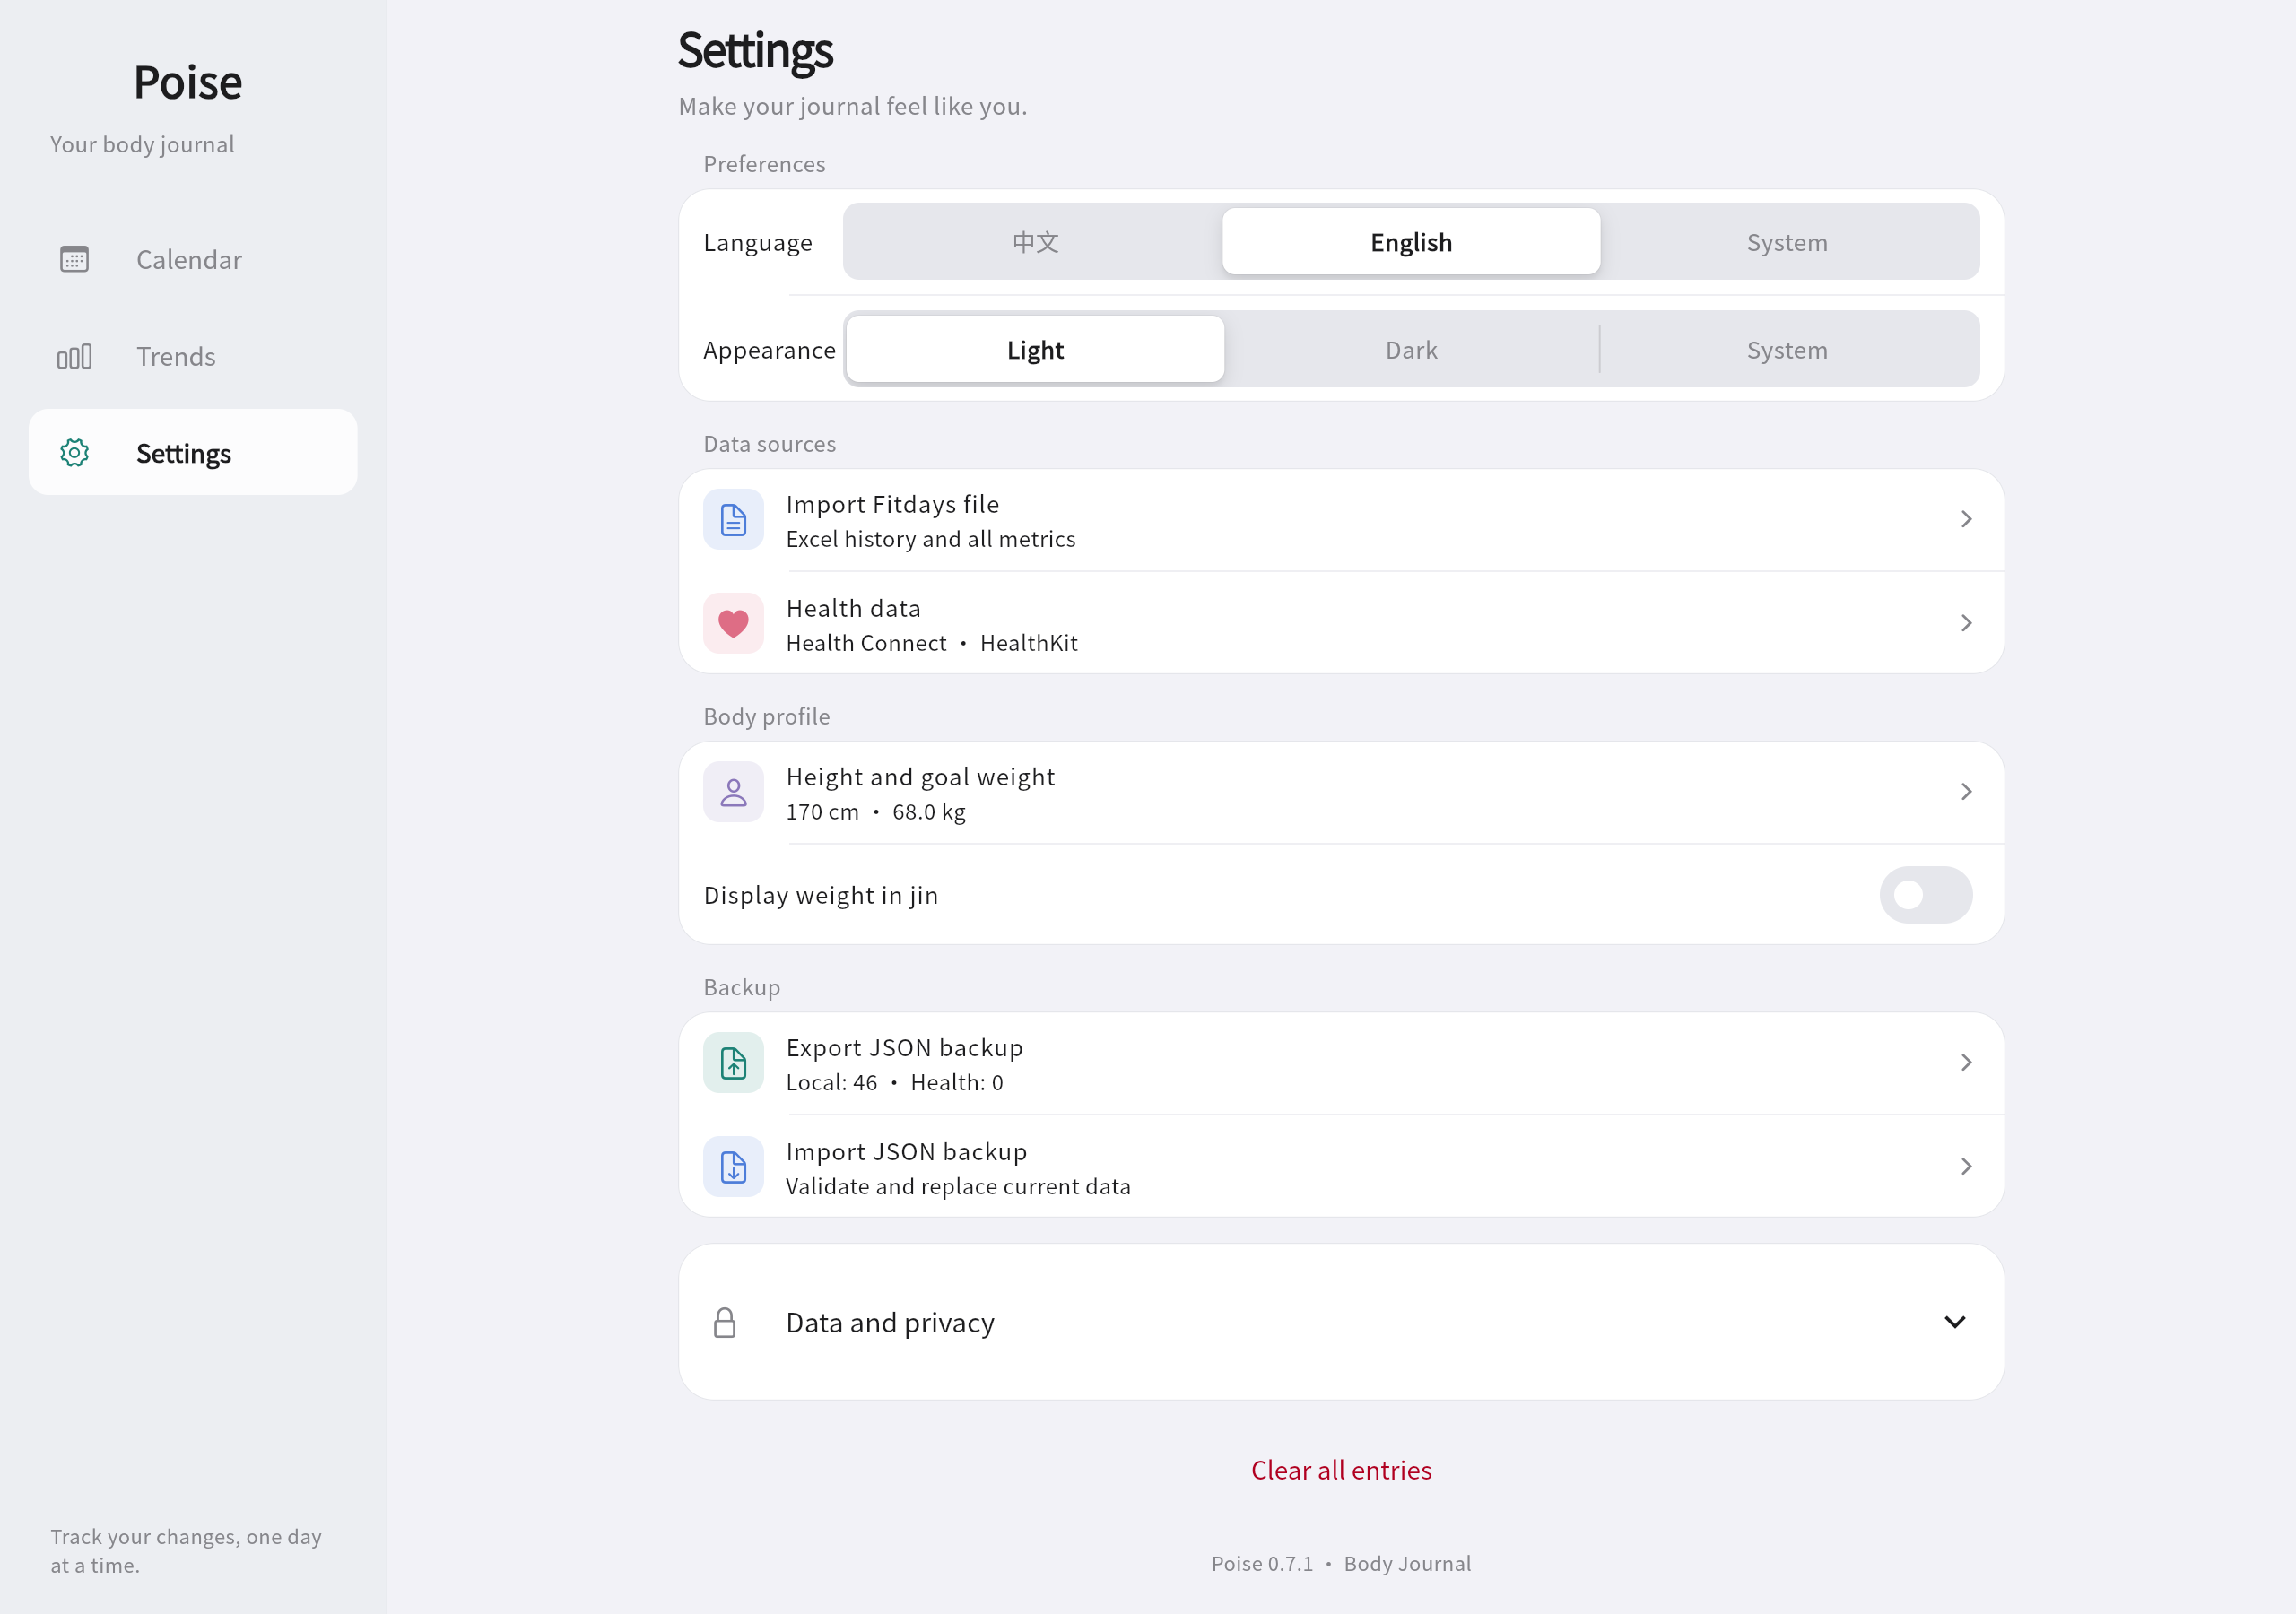 Poise
Your body journal
Calendar
Trends
Settings
Track your changes, one day
at a time.
Settings
Make your journal feel like you.
Preferences
Language 中文 English System
Appearance Light Dark System
Data sources
Import Fitdays file
Excel history and all metrics
Health data
Health Connect • HealthKit
Body profile
Height and goal weight
170 cm • 68.0 kg
Display weight in jin
Backup
Export JSON backup
Local: 46 • Health: 0
Import JSON backup
Validate and replace current data
Data and privacy
Clear all entries
Poise 0.7.1 • Body Journal